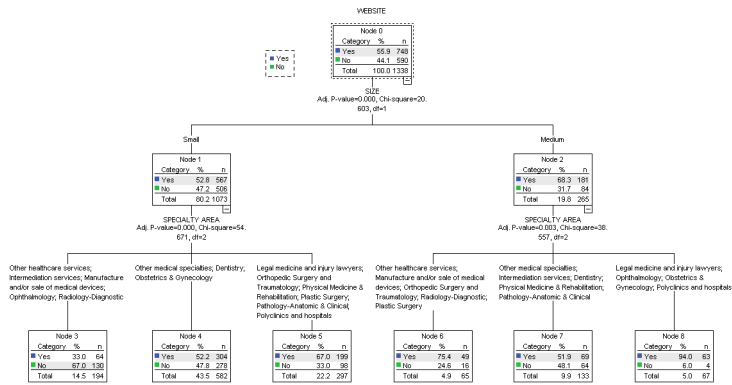 WEBSITE
Node 0
Category % n
Yes 55.9 748
No 44.1 590
Total 100.0 1338
Yes
No
SIZE
Adj. P-value=0.000, Chi-square=20.
603, df=1
Small
Medium
Node 1
Category % n
Yes 52.8 567
No 47.2 506
Total 80.2 1073
Node 2
Category % n
Yes 68.3 181
No 31.7 84
Total 19.8 265
SPECIALTY AREA
Adj. P-value=0.000, Chi-square=54.
671, df=2
SPECIALTY AREA
Adj. P-value=0.003, Chi-square=38.
557, df=2
Other healthcare services;
Intermediation services; Manufacture
and/or sale of medical devices;
Ophthalmology; Radiology-Diagnostic
Other medical specialties; Dentistry;
Obstetrics & Gynecology
Legal medicine and injury lawyers;
Orthopedic Surgery and
Traumatology; Physical Medicine &
Rehabilitation; Plastic Surgery;
Pathology-Anatomic & Clinical;
Polyclinics and hospitals
Other healthcare services;
Manufacture and/or sale of medical
devices; Orthopedic Surgery and
Traumatology; Radiology-Diagnostic;
Plastic Surgery
Other medical specialties;
Intermediation services; Dentistry;
Physical Medicine & Rehabilitation;
Pathology-Anatomic & Clinical
Legal medicine and injury lawyers;
Ophthalmology; Obstetrics &
Gynecology; Polyclinics and hospitals
Node 3
Category % n
Yes 33.0 64
No 67.0 130
Total 14.5 194
Node 4
Category % n
Yes 52.2 304
No 47.8 278
Total 43.5 582
Node 5
Category % n
Yes 67.0 199
No 33.0 98
Total 22.2 297
Node 6
Category % n
Yes 75.4 49
No 24.6 16
Total 4.9 65
Node 7
Category % n
Yes 51.9 69
No 48.1 64
Total 9.9 133
Node 8
Category % n
Yes 94.0 63
No 6.0 4
Total 5.0 67